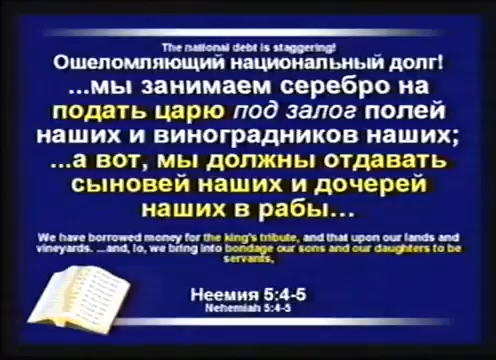 The national debt is staggering!
Ошеломляющий национальный долг!
...мы занимаем серебро на
подать царю под залог полей
наших и виноградников наших;
...а вот, мы должны отдавать
сыновей наших и дочерей
наших в рабы...
We have borrowed money for the king's tribute, and that upon our lands and
vineyards. ...and, lo, we bring into bondage our sons and our daughters to be
servants,
Неемия 5:4-5
Nehemiah 5:4-5